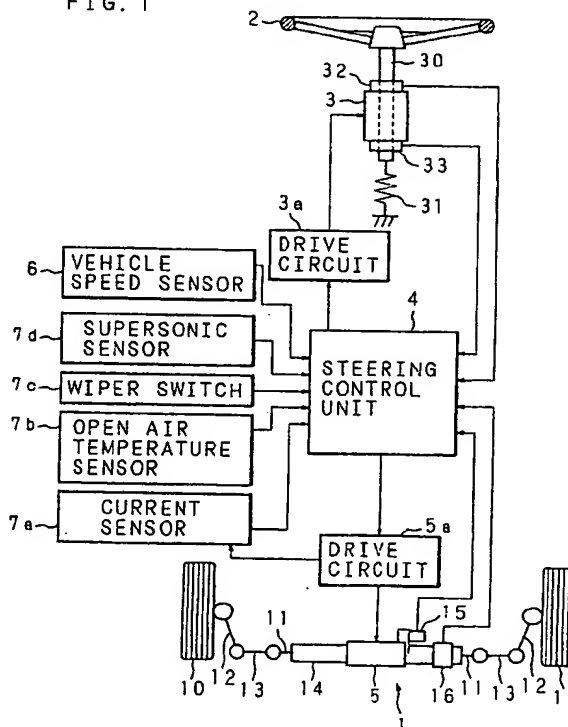 FIG. 1
2
30
32
3
33
31
3a
DRIVE
CIRCUIT
6
VEHICLE
SPEED SENSOR
4
7d
SUPERSONIC
SENSOR
7c
WIPER SWITCH
STEERING
CONTROL
UNIT
7b
OPEN AIR
TEMPERATURE
SENSOR
7a
CURRENT
SENSOR
5a
DRIVE
CIRCUIT
15
11
10
12
13
14
5
16
11
13
12
1
1